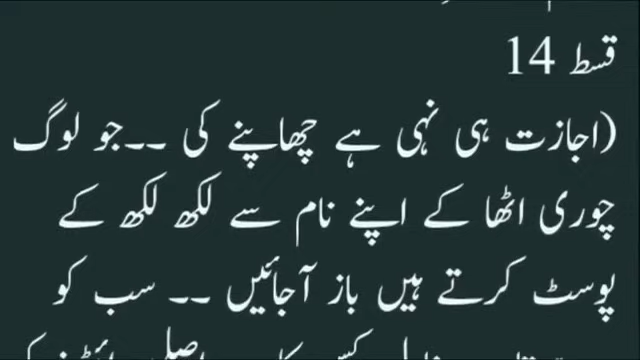 قسط 14
(اجازت ہی نہی ہے چھاپنے کی ۔۔جو لوگ
چوری اٹھا کے اپنے نام سے لکھ لکھ کے
پوسٹ کرتے ہیں باز آجائیں ۔۔ سب کو